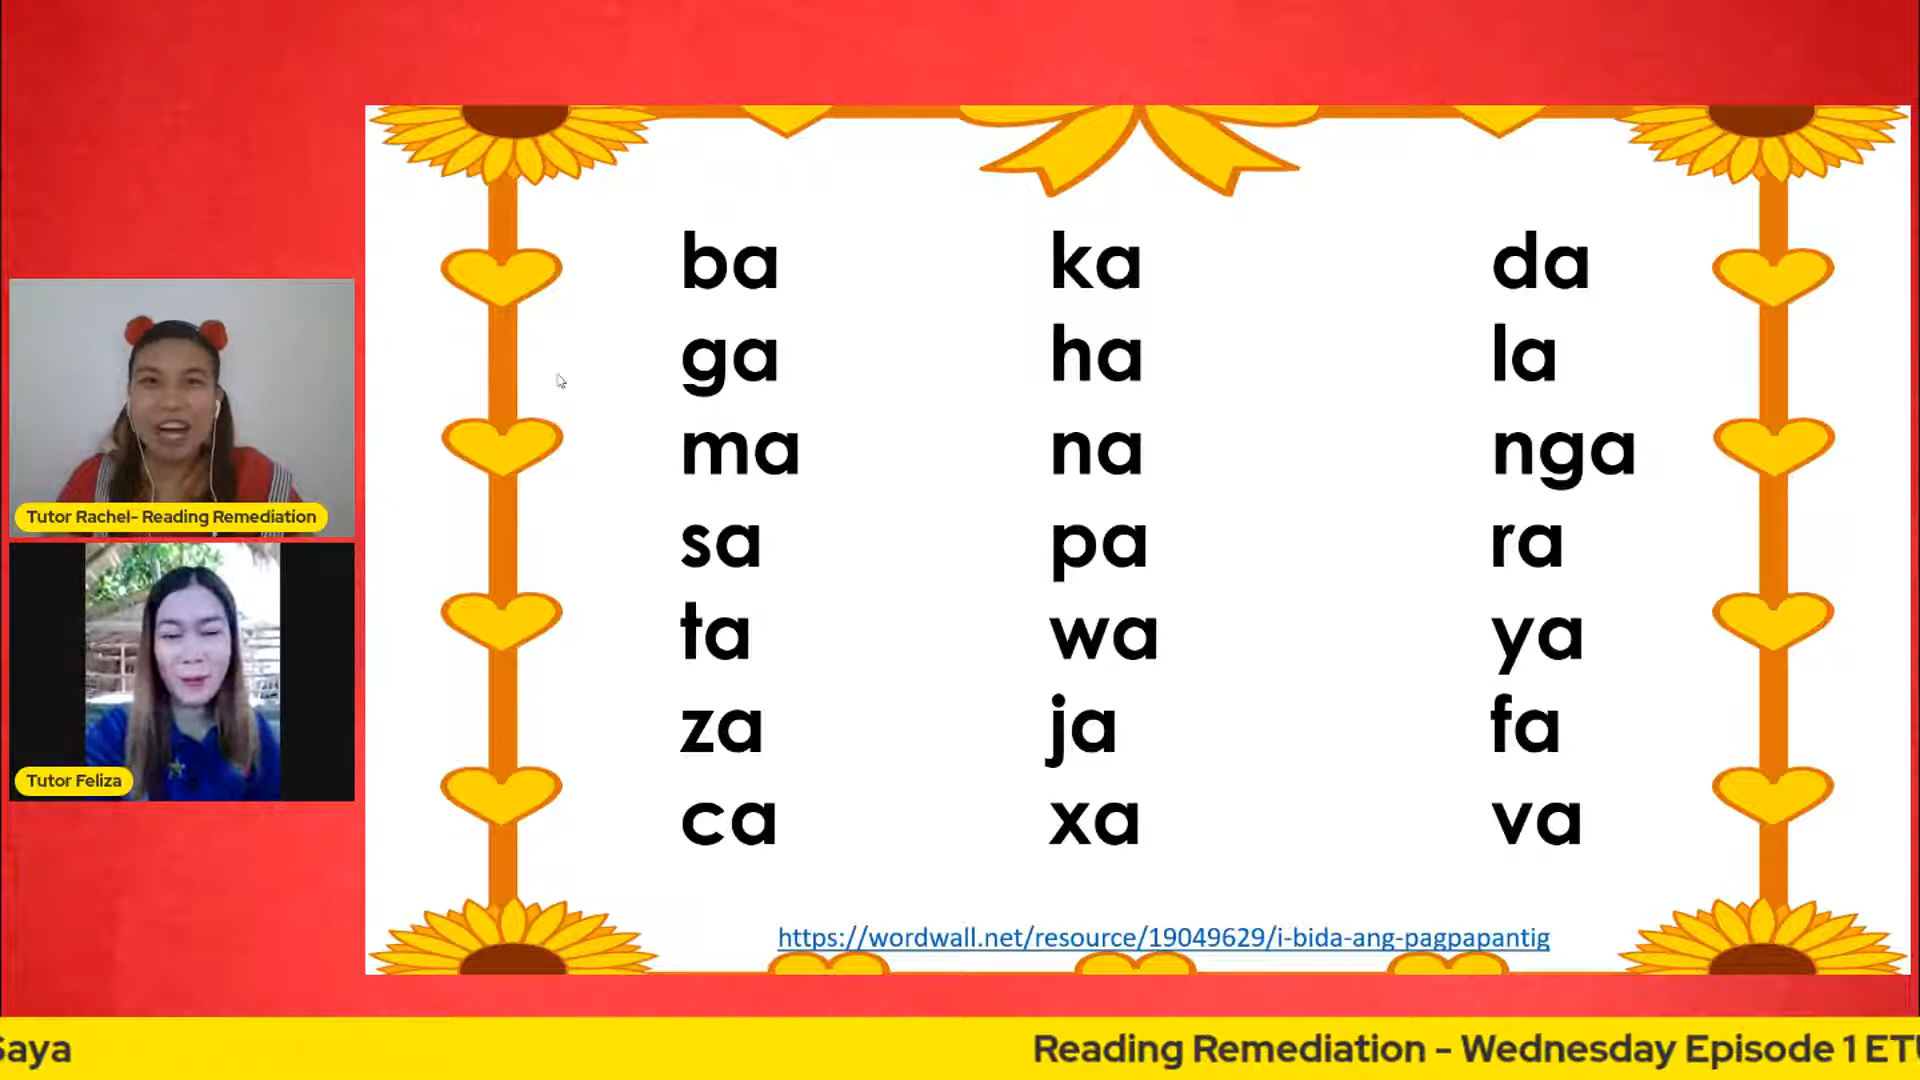 ba ka da
ga ha la
ma na nga
sa pa ra
ta wa ya
za ja fa
ca xa va
https://wordwall.net/resource/19049629/i-bida-ang-pagpapantig
Tutor Rachel- Reading Remediation
Tutor Feliza
Saya Reading Remediation - Wednesday Episode 1